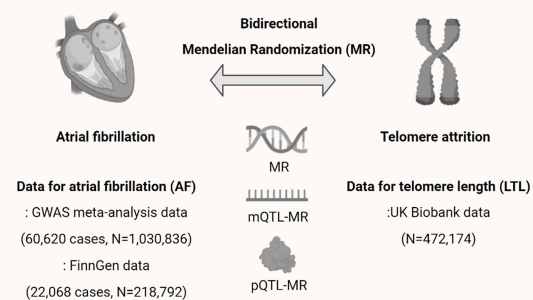 Bidirectional
Mendelian Randomization (MR)
Atrial fibrillation
Data for atrial fibrillation (AF)
: GWAS meta-analysis data
(60,620 cases, N=1,030,836)
: FinnGen data
(22,068 cases, N=218,792)
MR
mQTL-MR
pQTL-MR
Telomere attrition
Data for telomere length (LTL)
:UK Biobank data
(N=472,174)